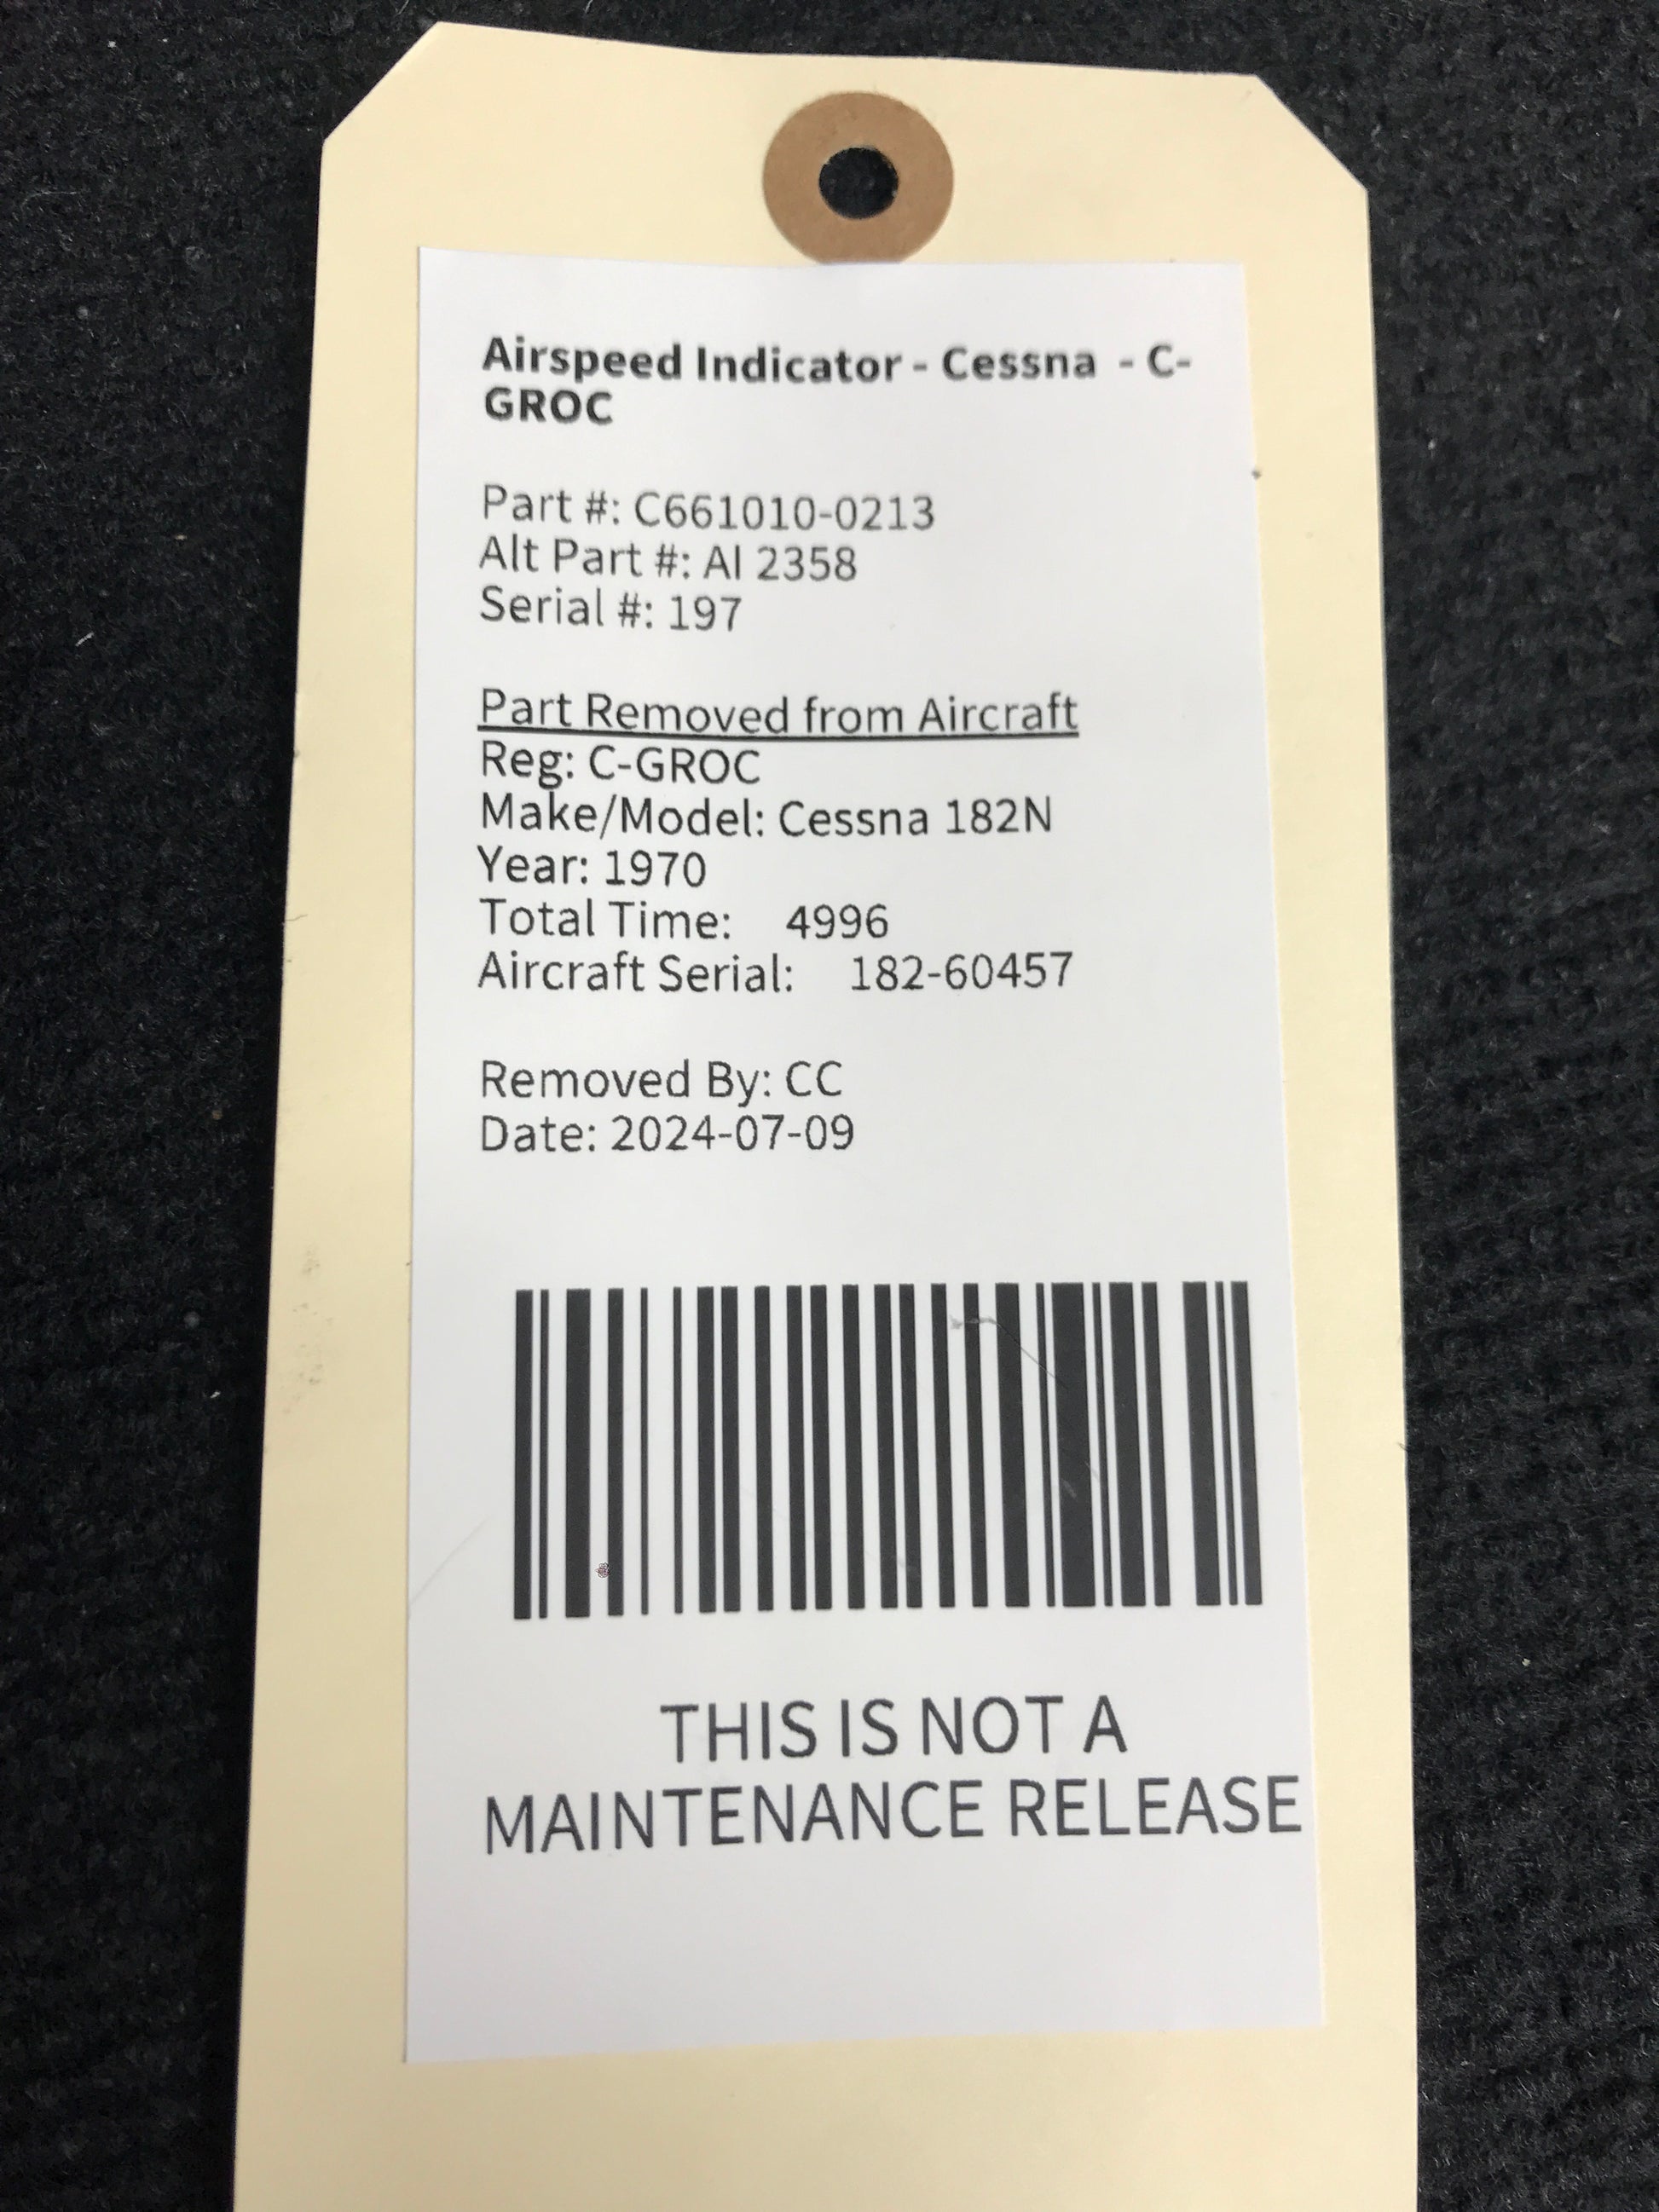 Airspeed Indicator - Cessna - C-
GROC
Part #: C661010-0213
Alt Part #: AI 2358
Serial #: 197
Part Removed from Aircraft
Reg: C-GROC
Make/Model: Cessna 182N
Year: 1970
Total Time: 4996
Aircraft Serial: 182-60457
Removed By: CC
Date: 2024-07-09
THIS IS NOT A
MAINTENANCE RELEASE